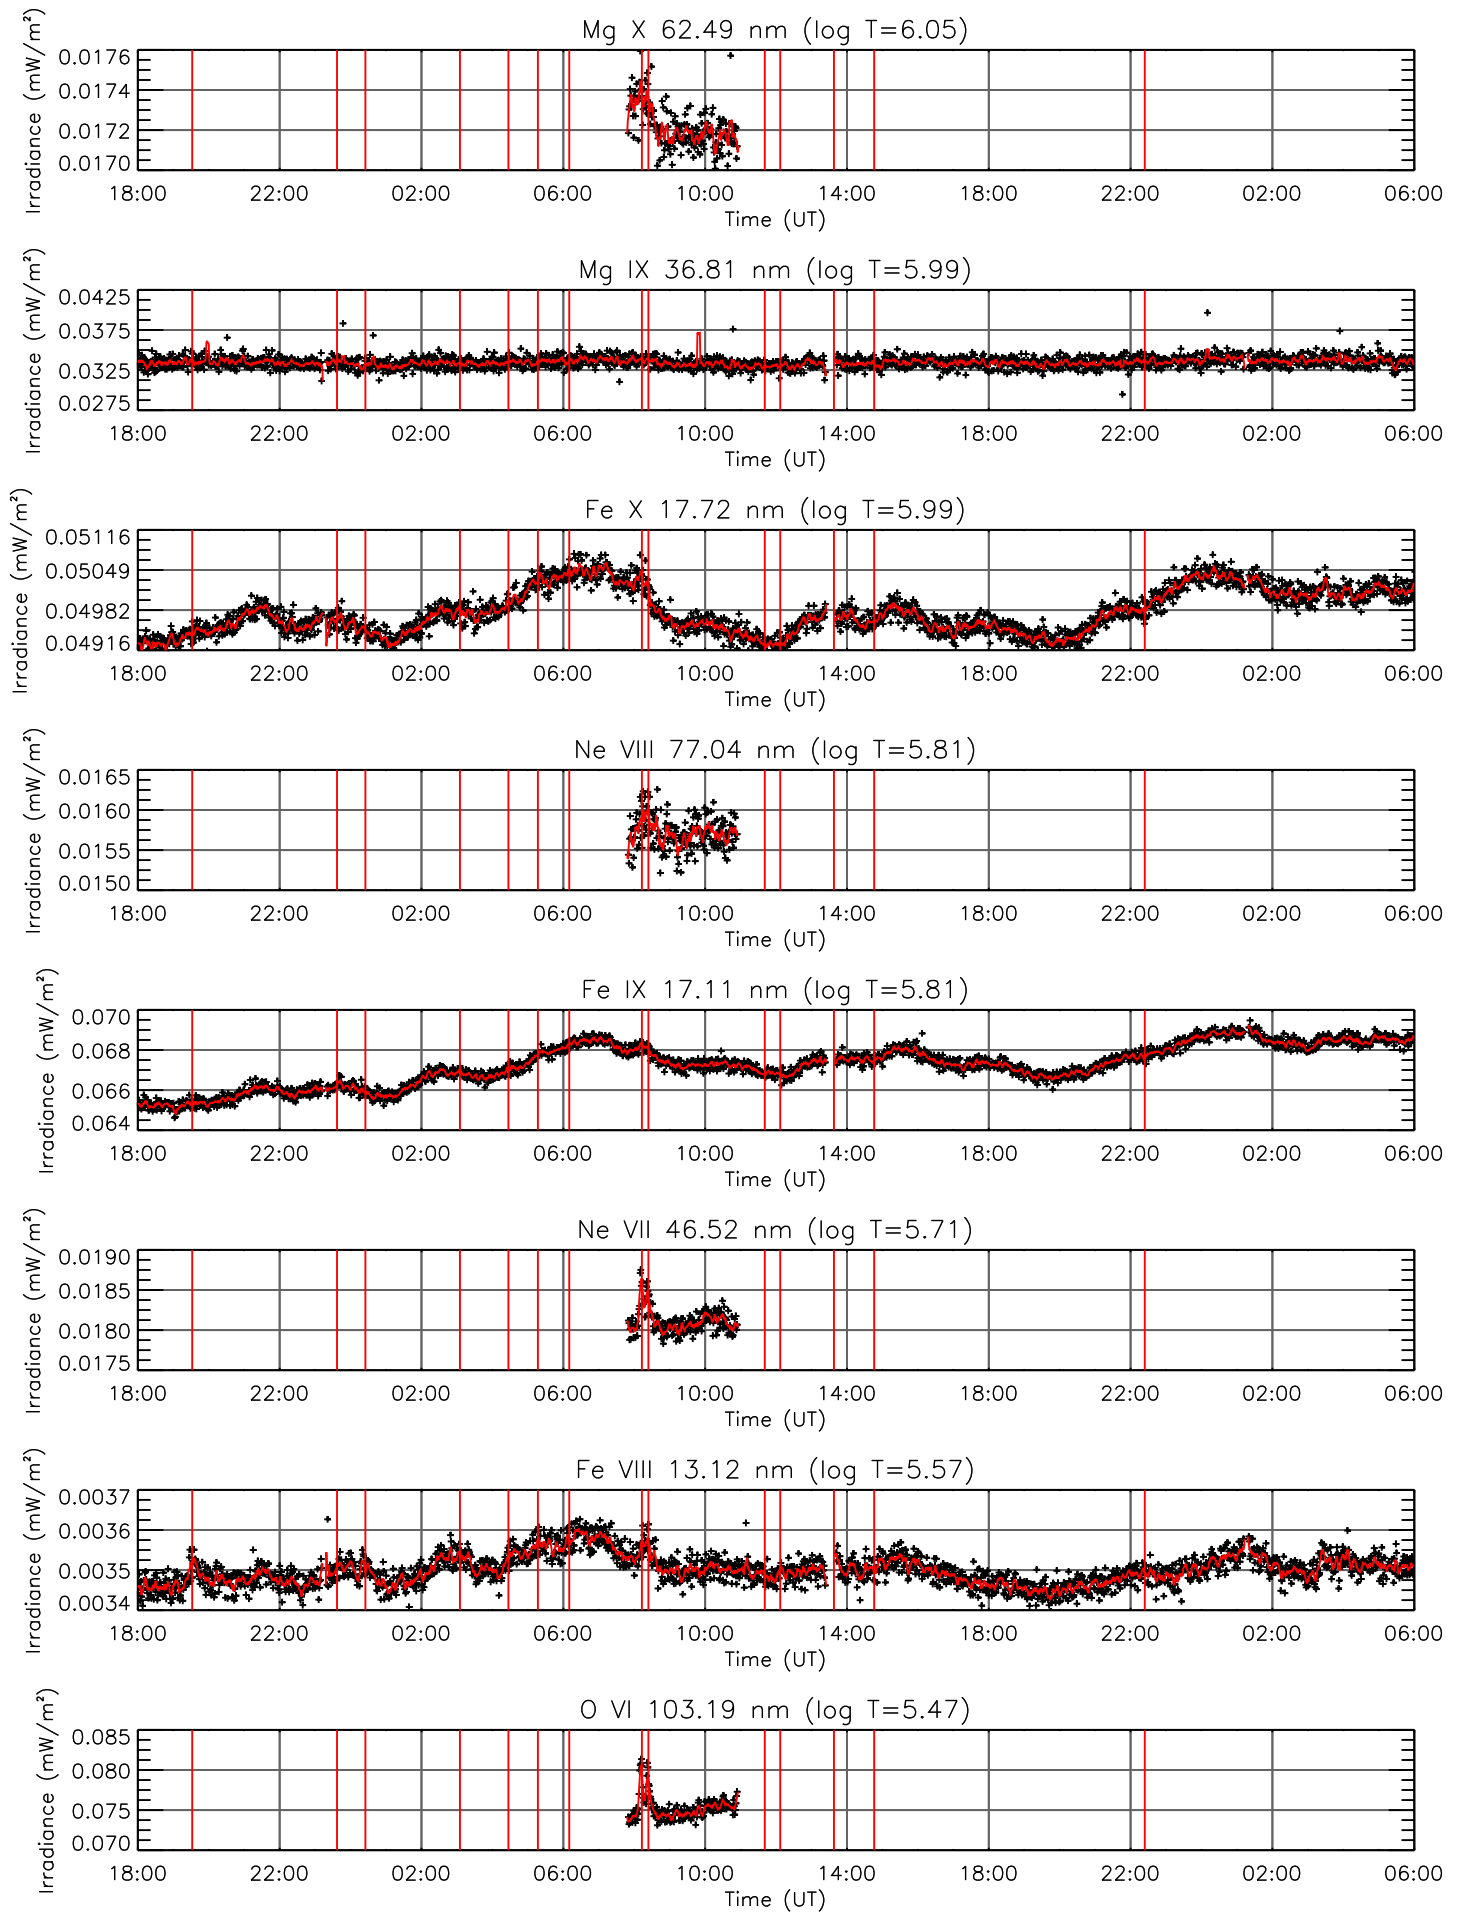 Mg X 62.49 nm (log T=6.05)
Irradiance (mW/m²)
0.0176
0.0174
0.0172
0.0170
18:00 22:00 02:00 06:00 10:00 14:00 18:00 22:00 02:00 06:00
Time (UT)
Mg IX 36.81 nm (log T=5.99)
Irradiance (mW/m²)
0.0425
0.0375
0.0325
0.0275
18:00 22:00 02:00 06:00 10:00 14:00 18:00 22:00 02:00 06:00
Time (UT)
Fe X 17.72 nm (log T=5.99)
Irradiance (mW/m²)
0.05116
0.05049
0.04982
0.04916
18:00 22:00 02:00 06:00 10:00 14:00 18:00 22:00 02:00 06:00
Time (UT)
Ne VIII 77.04 nm (log T=5.81)
Irradiance (mW/m²)
0.0165
0.0160
0.0155
0.0150
18:00 22:00 02:00 06:00 10:00 14:00 18:00 22:00 02:00 06:00
Time (UT)
Fe IX 17.11 nm (log T=5.81)
Irradiance (mW/m²)
0.070
0.068
0.066
0.064
18:00 22:00 02:00 06:00 10:00 14:00 18:00 22:00 02:00 06:00
Time (UT)
Ne VII 46.52 nm (log T=5.71)
Irradiance (mW/m²)
0.0190
0.0185
0.0180
0.0175
18:00 22:00 02:00 06:00 10:00 14:00 18:00 22:00 02:00 06:00
Time (UT)
Fe VIII 13.12 nm (log T=5.57)
Irradiance (mW/m²)
0.0037
0.0036
0.0035
0.0034
18:00 22:00 02:00 06:00 10:00 14:00 18:00 22:00 02:00 06:00
Time (UT)
O VI 103.19 nm (log T=5.47)
Irradiance (mW/m²)
0.085
0.080
0.075
0.070
18:00 22:00 02:00 06:00 10:00 14:00 18:00 22:00 02:00 06:00
Time (UT)